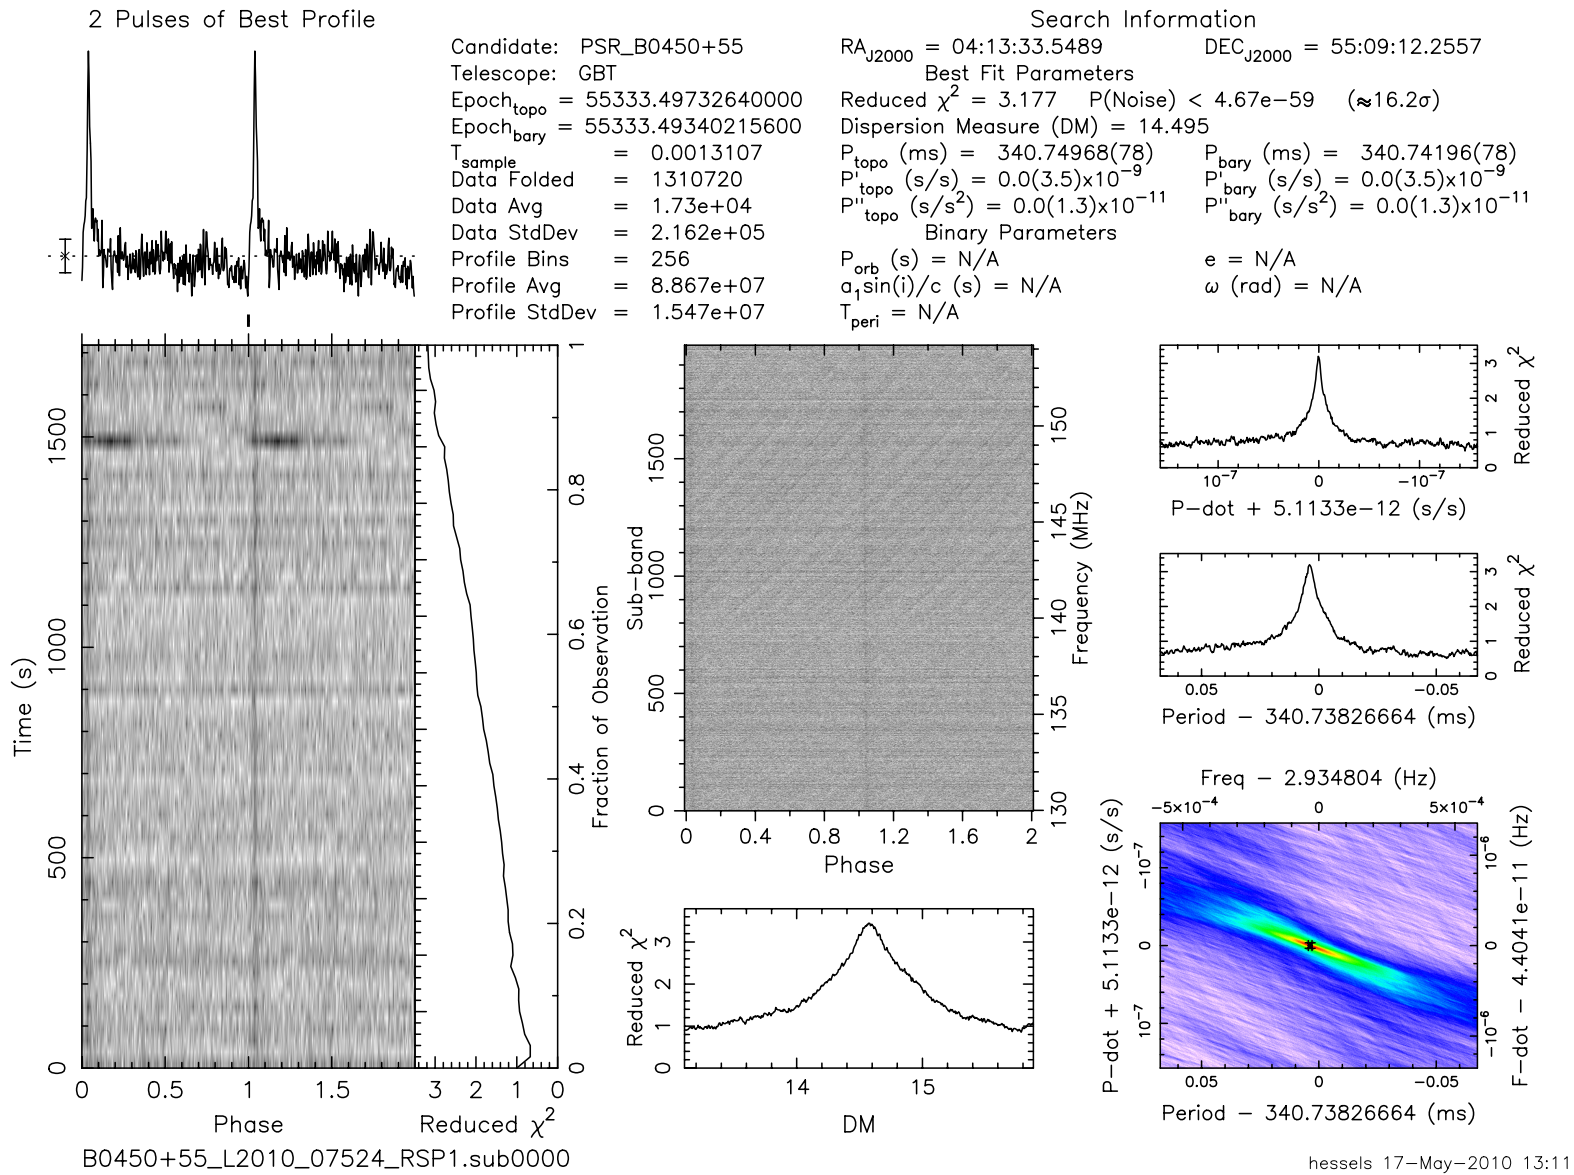 2 Pulses of Best Profile
Search Information
Candidate: PSR_B0450+55
RA_J2000 = 04:13:33.5489
DEC_J2000 = 55:09:12.2557
Telescope: GBT
Best Fit Parameters
Epoch_topo = 55333.49732640000
Reduced χ² = 3.177 P(Noise) < 4.67e−59 (≈16.2σ)
Epoch_bary = 55333.49340215600
Dispersion Measure (DM) = 14.495
T_sample = 0.0013107
P_topo (ms) = 340.74968(78)
P_bary (ms) = 340.74196(78)
Data Folded = 1310720
P'_topo (s/s) = 0.0(3.5)x10⁻⁹
P'_bary (s/s) = 0.0(3.5)x10⁻⁹
Data Avg = 1.73e+04
P''_topo (s/s²) = 0.0(1.3)x10⁻¹¹
P''_bary (s/s²) = 0.0(1.3)x10⁻¹¹
Data StdDev = 2.162e+05
Binary Parameters
Profile Bins = 256
P_orb (s) = N/A
e = N/A
Profile Avg = 8.867e+07
a₁sin(i)/c (s) = N/A
ω (rad) = N/A
Profile StdDev = 1.547e+07
T_peri = N/A
Time (s)
0 500 1000 1500
0 0.5 1 1.5
Phase
3 2 1 0
Reduced χ²
0 0.2 0.4 0.6 0.8 1
Fraction of Observation
Sub−band
0 500 1000 1500
130 135 140 145 150
Frequency (MHz)
0 0.4 0.8 1.2 1.6 2
Phase
Reduced χ²
0 1 2 3
14 15
DM
0 1 2 3
Reduced χ²
10⁻⁷ 0 −10⁻⁷
P−dot + 5.1133e−12 (s/s)
0 1 2 3
Reduced χ²
0.05 0 −0.05
Period − 340.73826664 (ms)
Freq − 2.934804 (Hz)
−5×10⁻⁴ 0 5×10⁻⁴
P−dot + 5.1133e−12 (s/s)
10⁻⁷ 0 −10⁻⁷
−10⁻⁶ 0 10⁻⁶
F−dot − 4.4041e−11 (Hz)
0.05 0 −0.05
Period − 340.73826664 (ms)
B0450+55_L2010_07524_RSP1.sub0000
hessels 17−May−2010 13:11